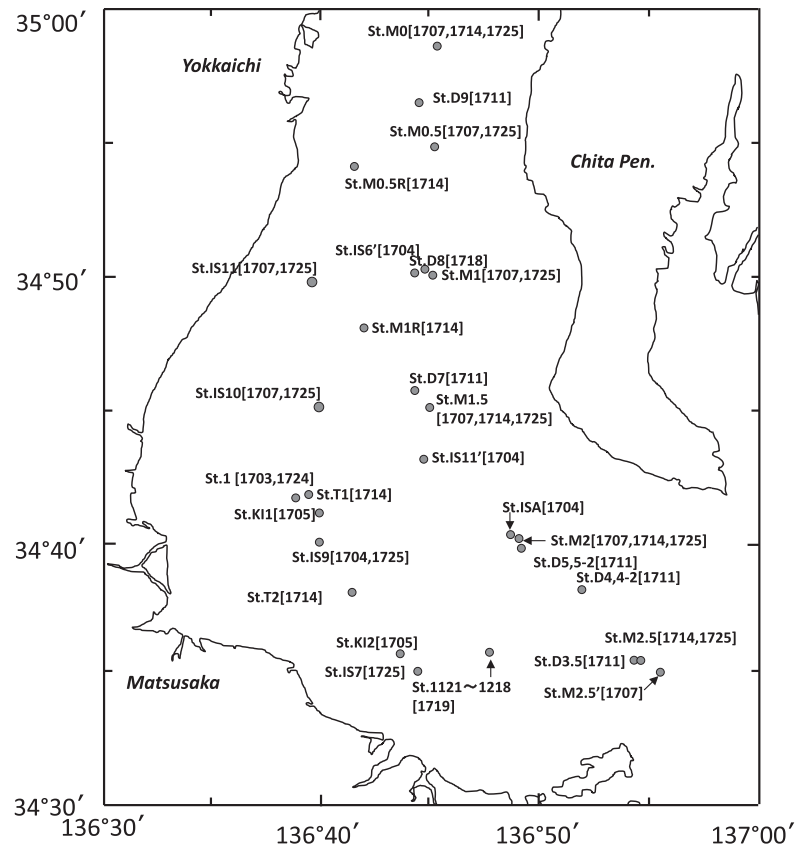 35°00′
St.M0[1707,1714,1725]
Yokkaichi
St.D9[1711]
St.M0.5[1707,1725]
Chita Pen.
St.M0.5R[1714]
St.IS6′[1704]
St.D8[1718]
St.IS11[1707,1725]
St.M1[1707,1725]
34°50′
St.M1R[1714]
St.D7[1711]
St.IS10[1707,1725]
St.M1.5
[1707,1714,1725]
St.IS11′[1704]
St.1 [1703,1724]
St.T1[1714]
St.KI1[1705]
St.ISA[1704]
34°40′
St.M2[1707,1714,1725]
St.IS9[1704,1725]
St.D5,5-2[1711]
St.D4,4-2[1711]
St.T2[1714]
St.KI2[1705]
St.M2.5[1714,1725]
St.D3.5[1711]
St.IS7[1725]
Matsusaka
St.1121～1218
[1719]
St.M2.5′[1707]
34°30′
136°30′
136°40′
136°50′
137°00′